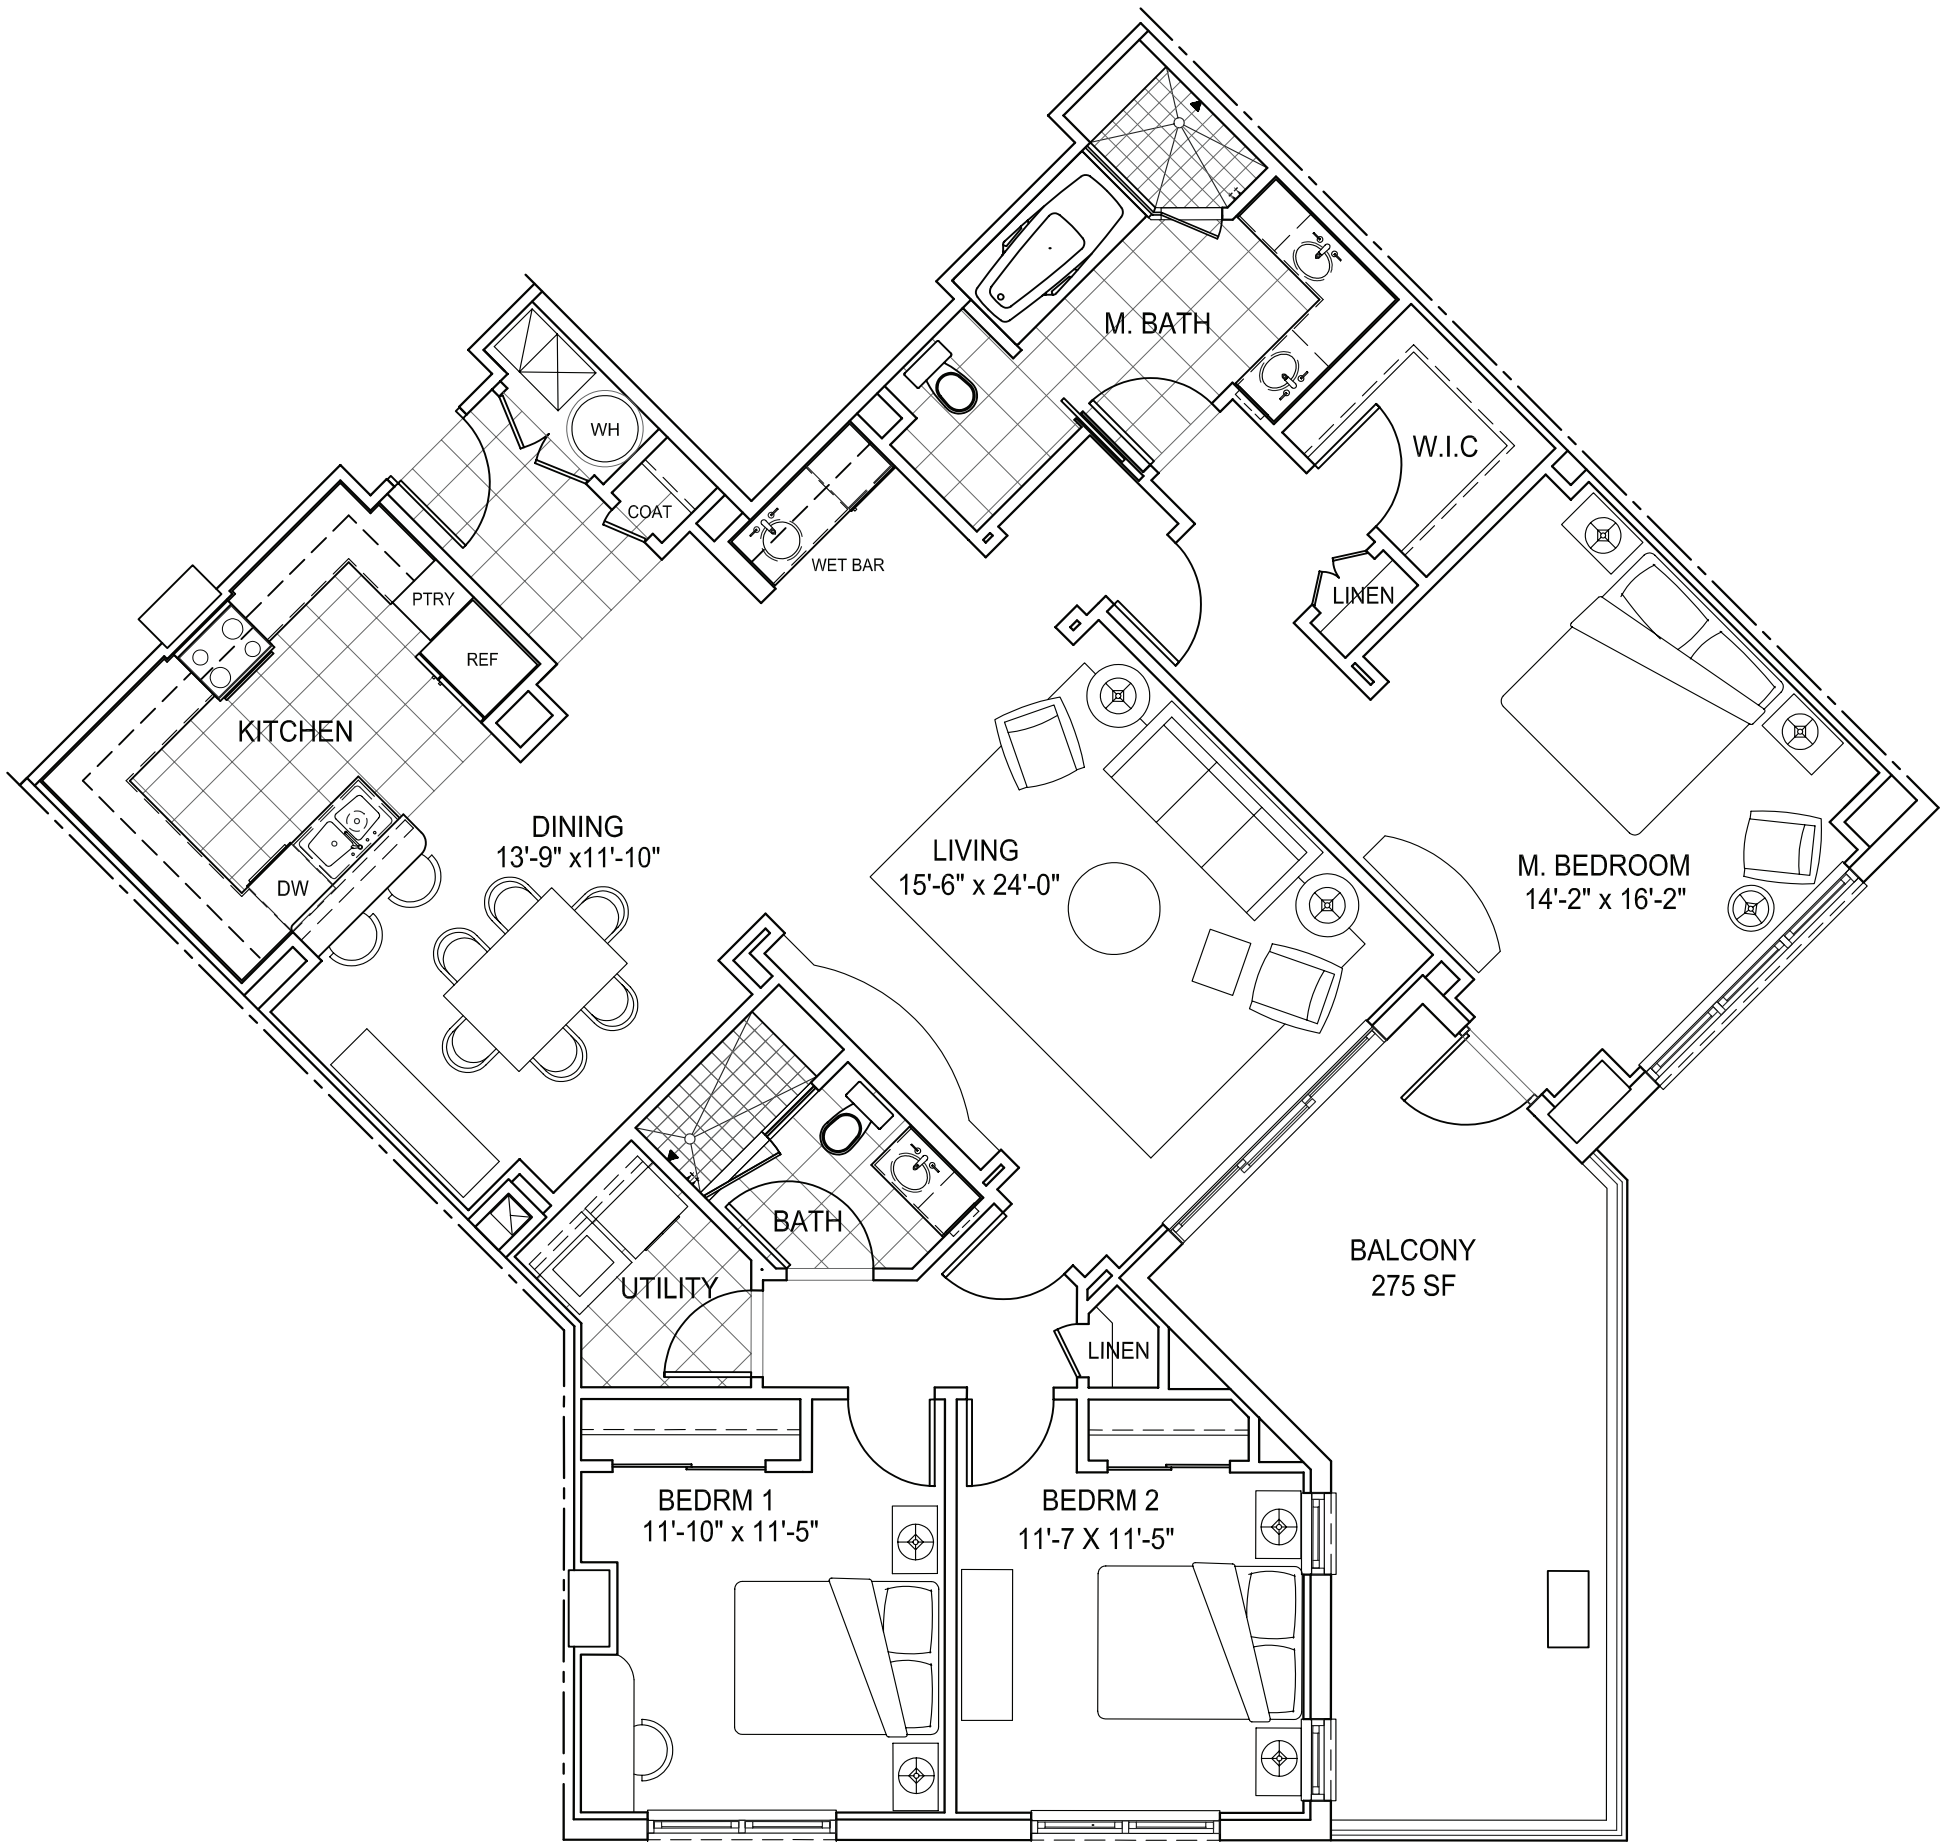 M. BATH
WH
W.I.C
COAT
WET BAR
LINEN
PTRY
REF
KITCHEN
DINING
13'-9" x11'-10"
LIVING
15'-6" x 24'-0"
M. BEDROOM
14'-2" x 16'-2"
DW
BATH
UTILITY
BALCONY
275 SF
LINEN
BEDRM 1
11'-10" x 11'-5"
BEDRM 2
11'-7 X 11'-5"